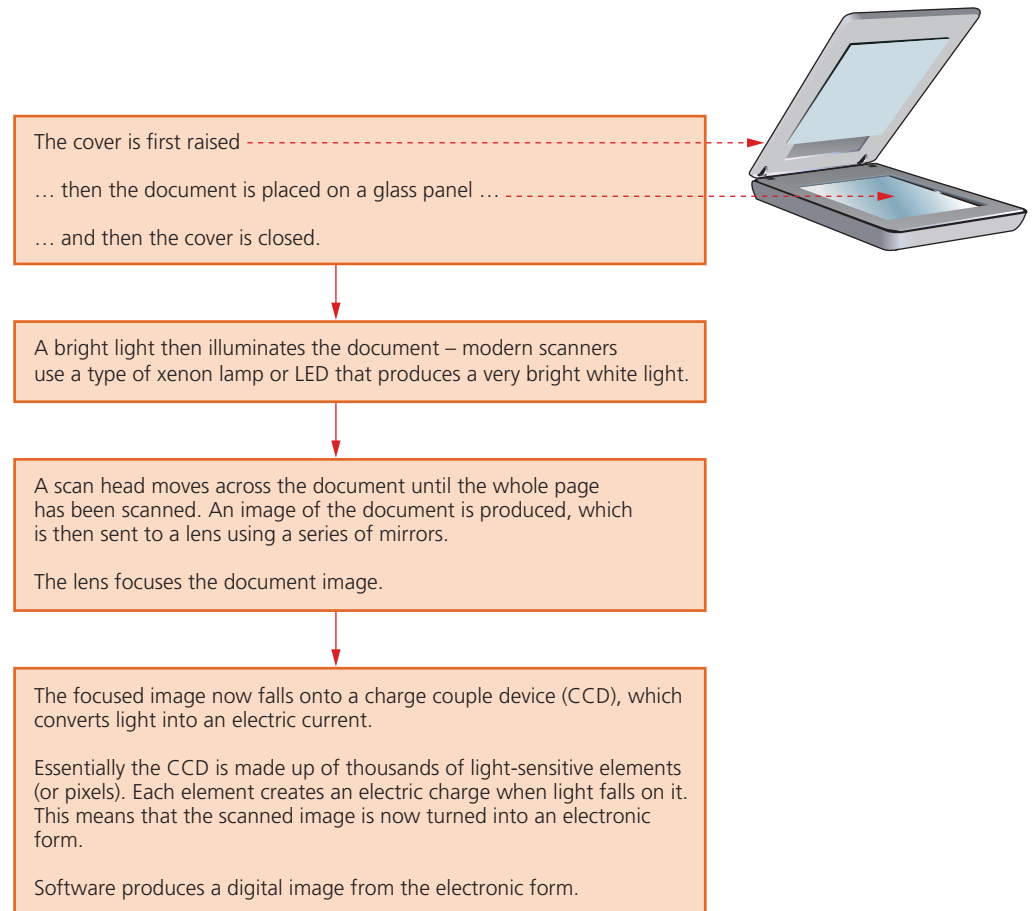 The cover is first raised
… then the document is placed on a glass panel …
… and then the cover is closed.
A bright light then illuminates the document – modern scanners
use a type of xenon lamp or LED that produces a very bright white light.
A scan head moves across the document until the whole page
has been scanned. An image of the document is produced, which
is then sent to a lens using a series of mirrors.
The lens focuses the document image.
The focused image now falls onto a charge couple device (CCD), which
converts light into an electric current.
Essentially the CCD is made up of thousands of light-sensitive elements
(or pixels). Each element creates an electric charge when light falls on it.
This means that the scanned image is now turned into an electronic
form.
Software produces a digital image from the electronic form.